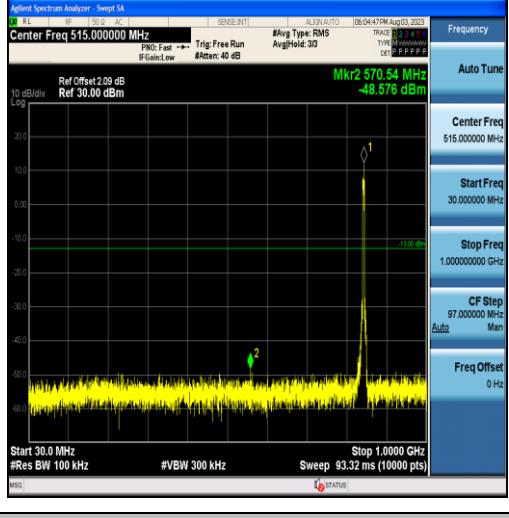 Agilent Spectrum Analyzer - Swept SA
RL RF 50 Ω AC SENSE:INT ALIGN AUTO 06:04:47 PM Aug 03, 2023
Center Freq 515.000000 MHz
PNO: Fast
IFGain:Low
Trig: Free Run
#Atten: 40 dB
#Avg Type: RMS
Avg|Hold: 3/3
TRACE 1 2 3 4 5 6
TYPE M
DET P P P P P P
Frequency
Ref Offset 2.09 dB
10 dB/div Ref 30.00 dBm
Log
Mkr2 570.54 MHz
-48.576 dBm
Auto Tune
Center Freq
515.000000 MHz
Start Freq
30.000000 MHz
Stop Freq
1.000000000 GHz
CF Step
97.000000 MHz
Auto Man
Freq Offset
0 Hz
20.0
10.0
0.00
-10.0
-20.0
-30.0
-40.0
-50.0
-60.0
1
-13.00 dBm
2
Start 30.0 MHz Stop 1.0000 GHz
#Res BW 100 kHz #VBW 300 kHz Sweep 93.32 ms (10000 pts)
MSG STATUS